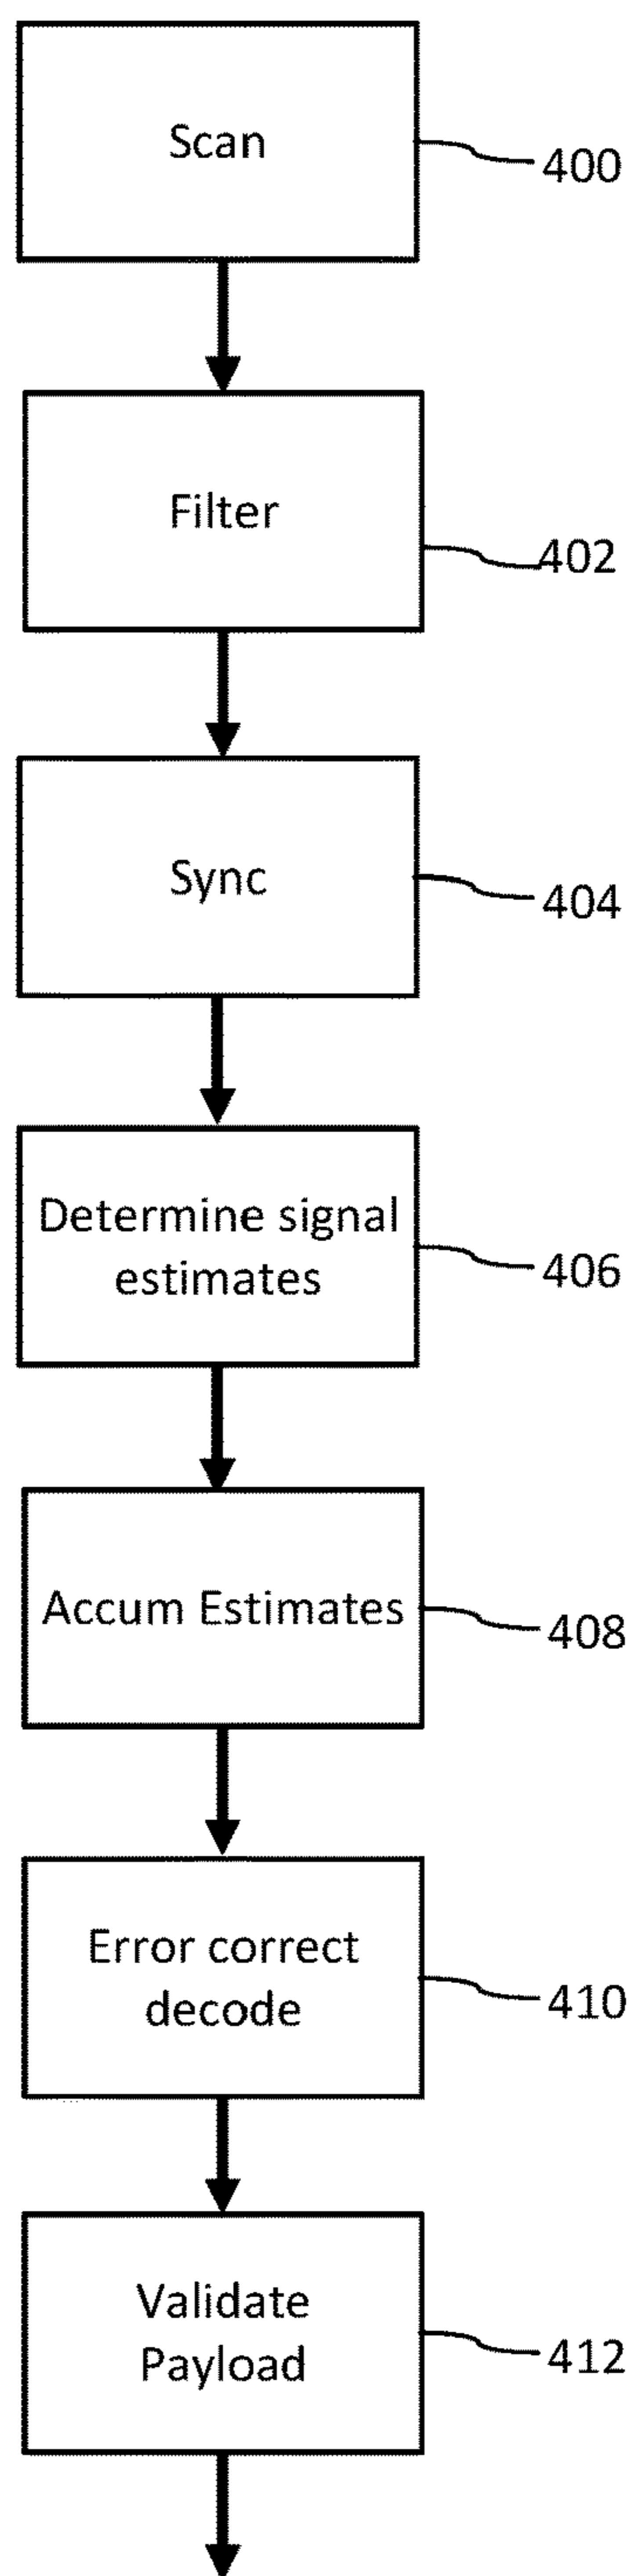 Scan
400
Filter
402
Sync
404
Determine signal
estimates
406
Accum Estimates
408
Error correct
decode
410
Validate
Payload
412